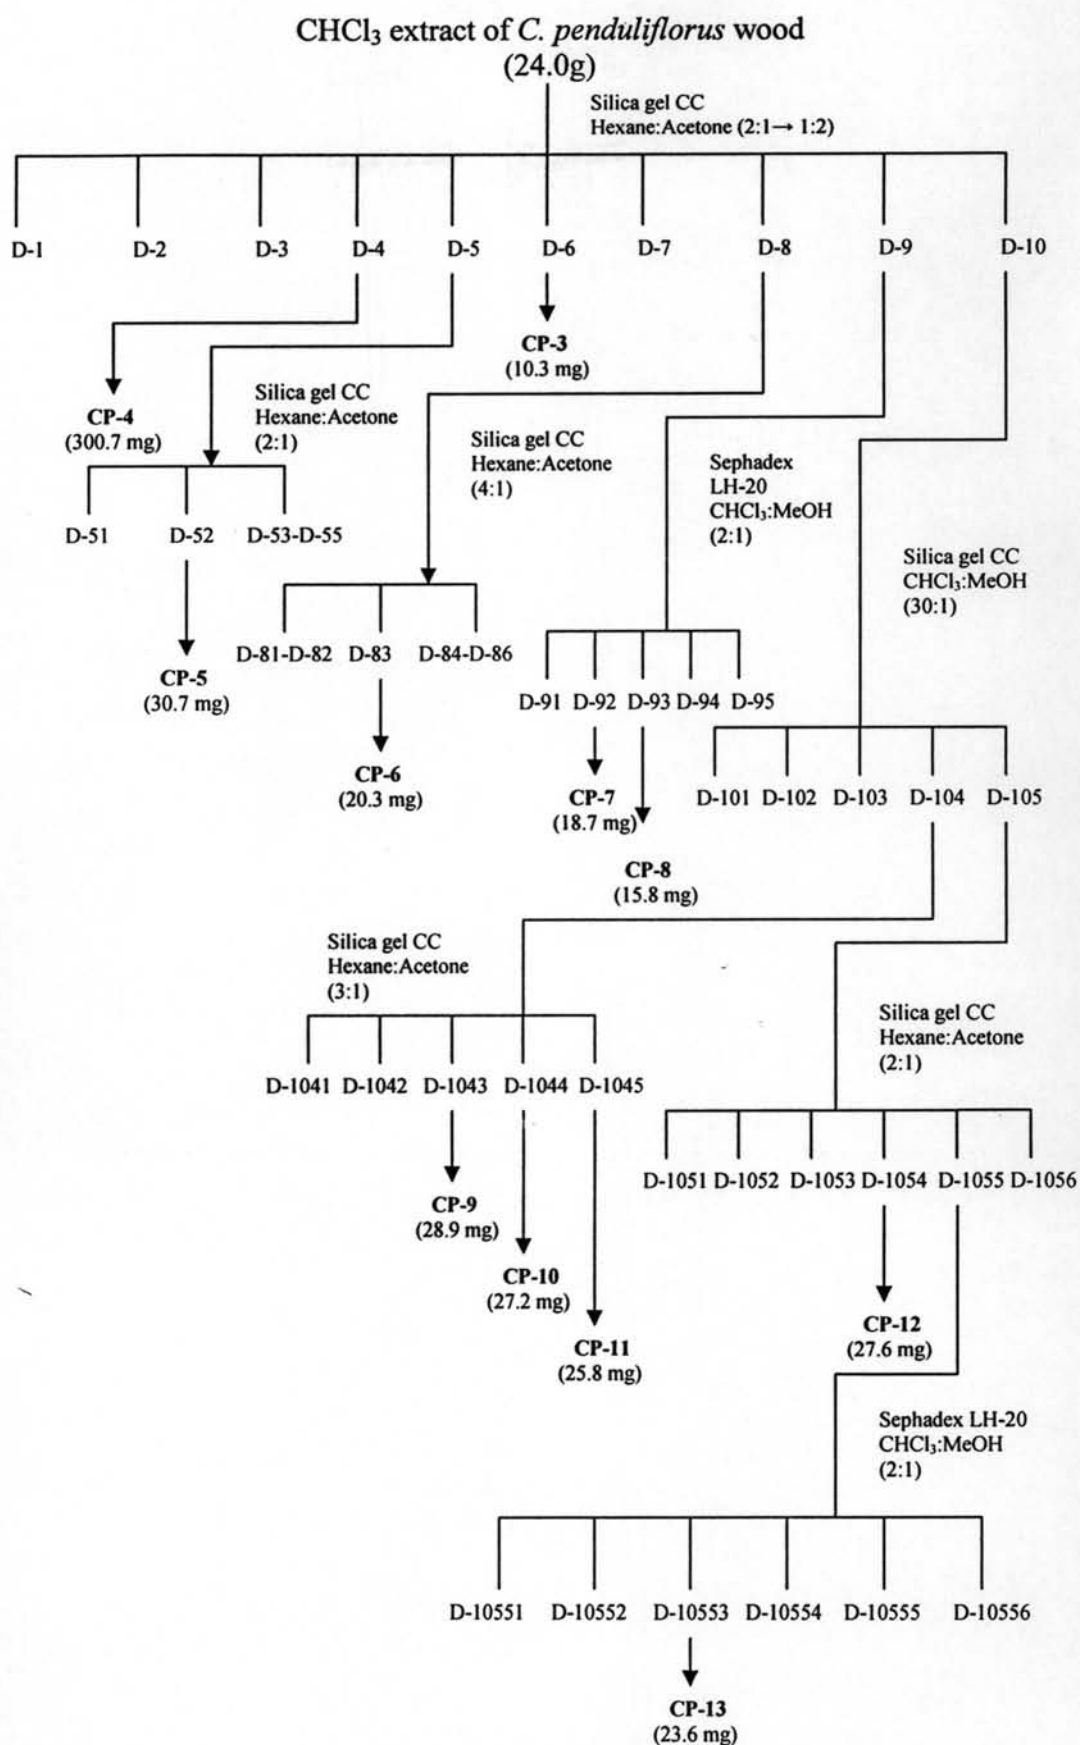 CHCl₃ extract of C. penduliflorus wood
(24.0g)
Silica gel CC
Hexane:Acetone (2:1→ 1:2)
D-1 D-2 D-3 D-4 D-5 D-6 D-7 D-8 D-9 D-10
CP-3
(10.3 mg)
CP-4
(300.7 mg)
Silica gel CC
Hexane:Acetone
(2:1)
Silica gel CC
Hexane:Acetone
(4:1)
Sephadex
LH-20
CHCl₃:MeOH
(2:1)
Silica gel CC
CHCl₃:MeOH
(30:1)
D-51 D-52 D-53-D-55
D-81-D-82 D-83 D-84-D-86
CP-5
(30.7 mg)
D-91 D-92 D-93 D-94 D-95
CP-6
(20.3 mg)
CP-7
(18.7 mg)
D-101 D-102 D-103 D-104 D-105
CP-8
(15.8 mg)
Silica gel CC
Hexane:Acetone
(3:1)
Silica gel CC
Hexane:Acetone
(2:1)
D-1041 D-1042 D-1043 D-1044 D-1045
D-1051 D-1052 D-1053 D-1054 D-1055 D-1056
CP-9
(28.9 mg)
CP-10
(27.2 mg)
CP-11
(25.8 mg)
CP-12
(27.6 mg)
Sephadex LH-20
CHCl₃:MeOH
(2:1)
D-10551 D-10552 D-10553 D-10554 D-10555 D-10556
CP-13
(23.6 mg)